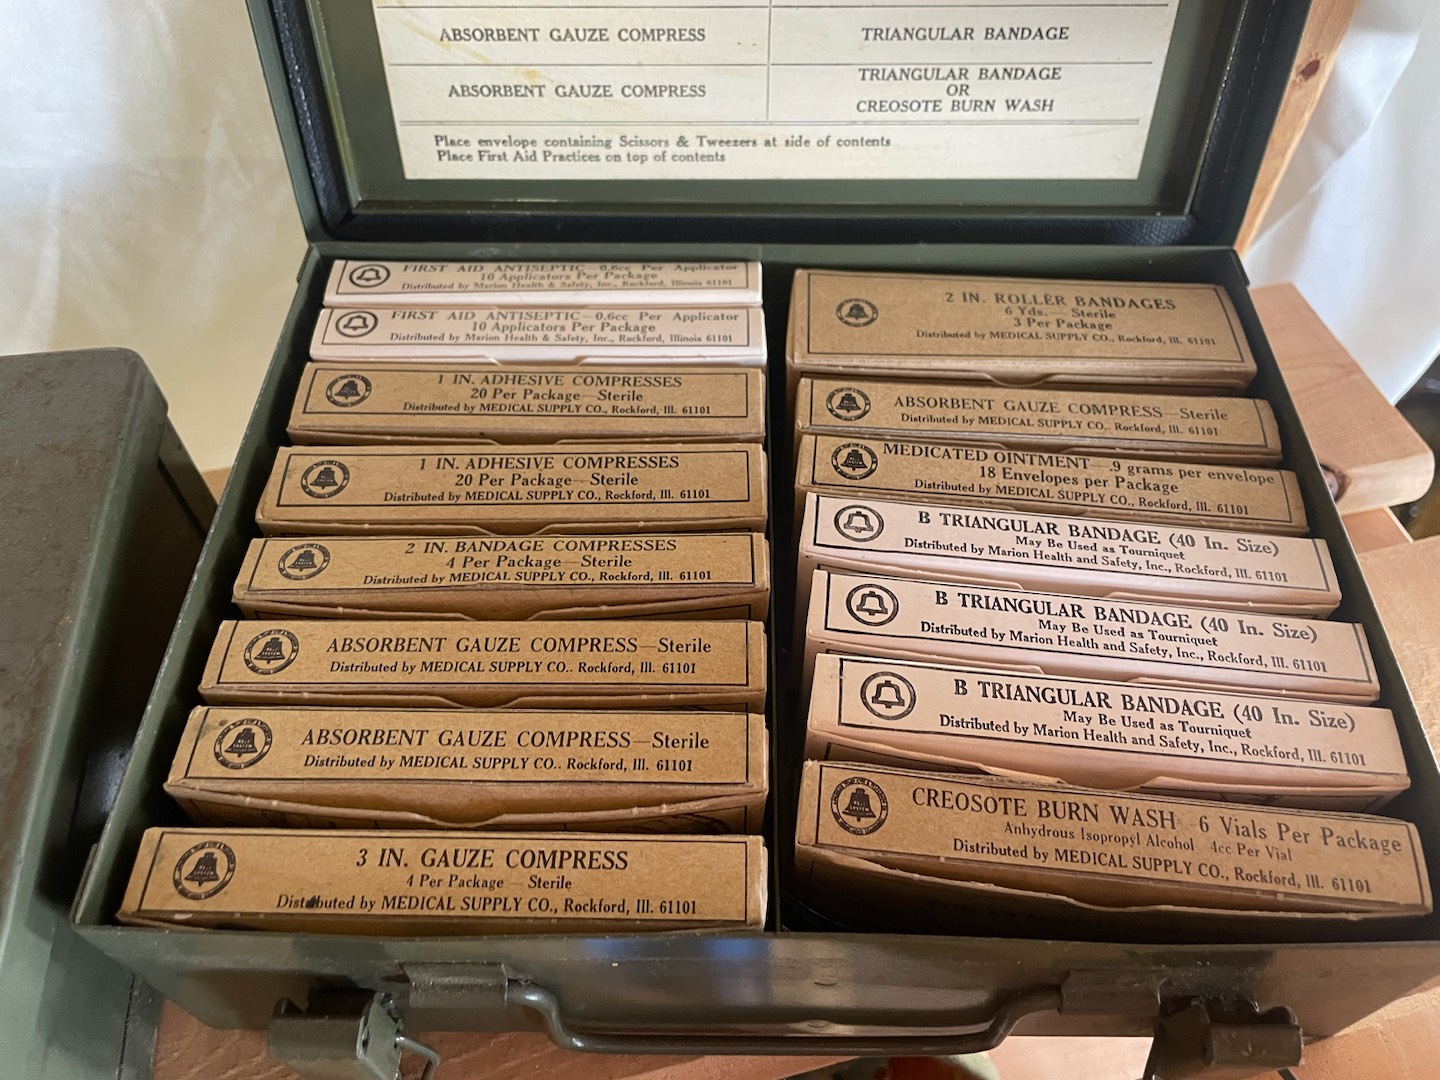 ABSORBENT GAUZE COMPRESS
TRIANGULAR BANDAGE
ABSORBENT GAUZE COMPRESS
TRIANGULAR BANDAGE
OR
CREOSOTE BURN WASH
Place envelope containing Scissors & Tweezers at side of contents
Place First Aid Practices on top of contents
FIRST AID ANTISEPTIC—0.6cc Per Applicator
10 Applicators Per Package
Distributed by Marion Health & Safety, Inc., Rockford, Illinois 61101
FIRST AID ANTISEPTIC—0.6cc Per Applicator
10 Applicators Per Package
Distributed by Marion Health & Safety, Inc., Rockford, Illinois 61101
1 IN. ADHESIVE COMPRESSES
20 Per Package—Sterile
Distributed by MEDICAL SUPPLY CO., Rockford, Ill. 61101
1 IN. ADHESIVE COMPRESSES
20 Per Package—Sterile
Distributed by MEDICAL SUPPLY CO., Rockford, Ill. 61101
2 IN. BANDAGE COMPRESSES
4 Per Package—Sterile
Distributed by MEDICAL SUPPLY CO., Rockford, Ill. 61101
ABSORBENT GAUZE COMPRESS—Sterile
Distributed by MEDICAL SUPPLY CO.. Rockford, Ill. 61101
ABSORBENT GAUZE COMPRESS—Sterile
Distributed by MEDICAL SUPPLY CO.. Rockford, Ill. 61101
3 IN. GAUZE COMPRESS
4 Per Package—Sterile
Distributed by MEDICAL SUPPLY CO., Rockford, Ill. 61101
2 IN. ROLLER BANDAGES
6 Yds. — Sterile
3 Per Package
Distributed by MEDICAL SUPPLY CO., Rockford, Ill. 61101
ABSORBENT GAUZE COMPRESS—Sterile
Distributed by MEDICAL SUPPLY CO., Rockford, Ill. 61101
MEDICATED OINTMENT—.9 grams per envelope
18 Envelopes per Package
Distributed by MEDICAL SUPPLY CO., Rockford, Ill. 61101
B TRIANGULAR BANDAGE (40 In. Size)
May Be Used as Tourniquet
Distributed by Marion Health and Safety, Inc., Rockford, Ill. 61101
B TRIANGULAR BANDAGE (40 In. Size)
May Be Used as Tourniquet
Distributed by Marion Health and Safety, Inc., Rockford, Ill. 61101
B TRIANGULAR BANDAGE (40 In. Size)
May Be Used as Tourniquet
Distributed by Marion Health and Safety, Inc., Rockford, Ill. 61101
CREOSOTE BURN WASH 6 Vials Per Package
Anhydrous Isopropyl Alcohol 4cc Per Vial
Distributed by MEDICAL SUPPLY CO., Rockford, Ill. 61101